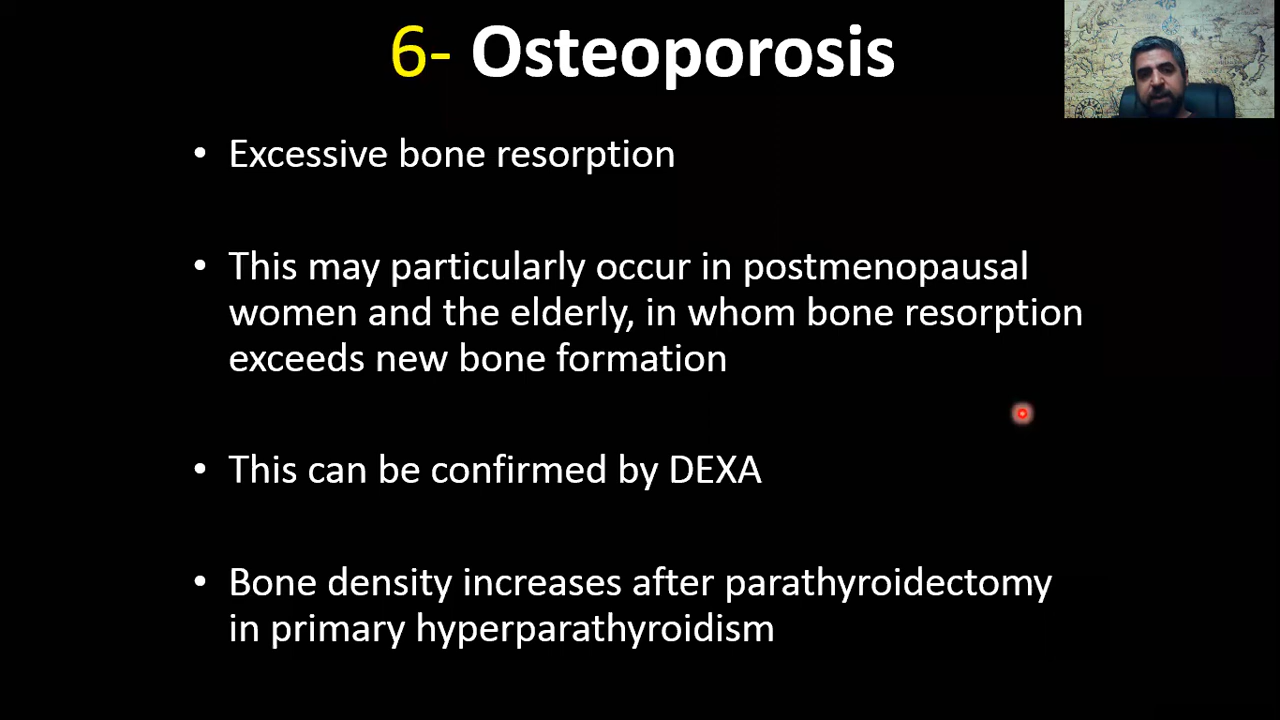 6- Osteoporosis
• Excessive bone resorption
• This may particularly occur in postmenopausal
women and the elderly, in whom bone resorption
exceeds new bone formation
• This can be confirmed by DEXA
• Bone density increases after parathyroidectomy
in primary hyperparathyroidism